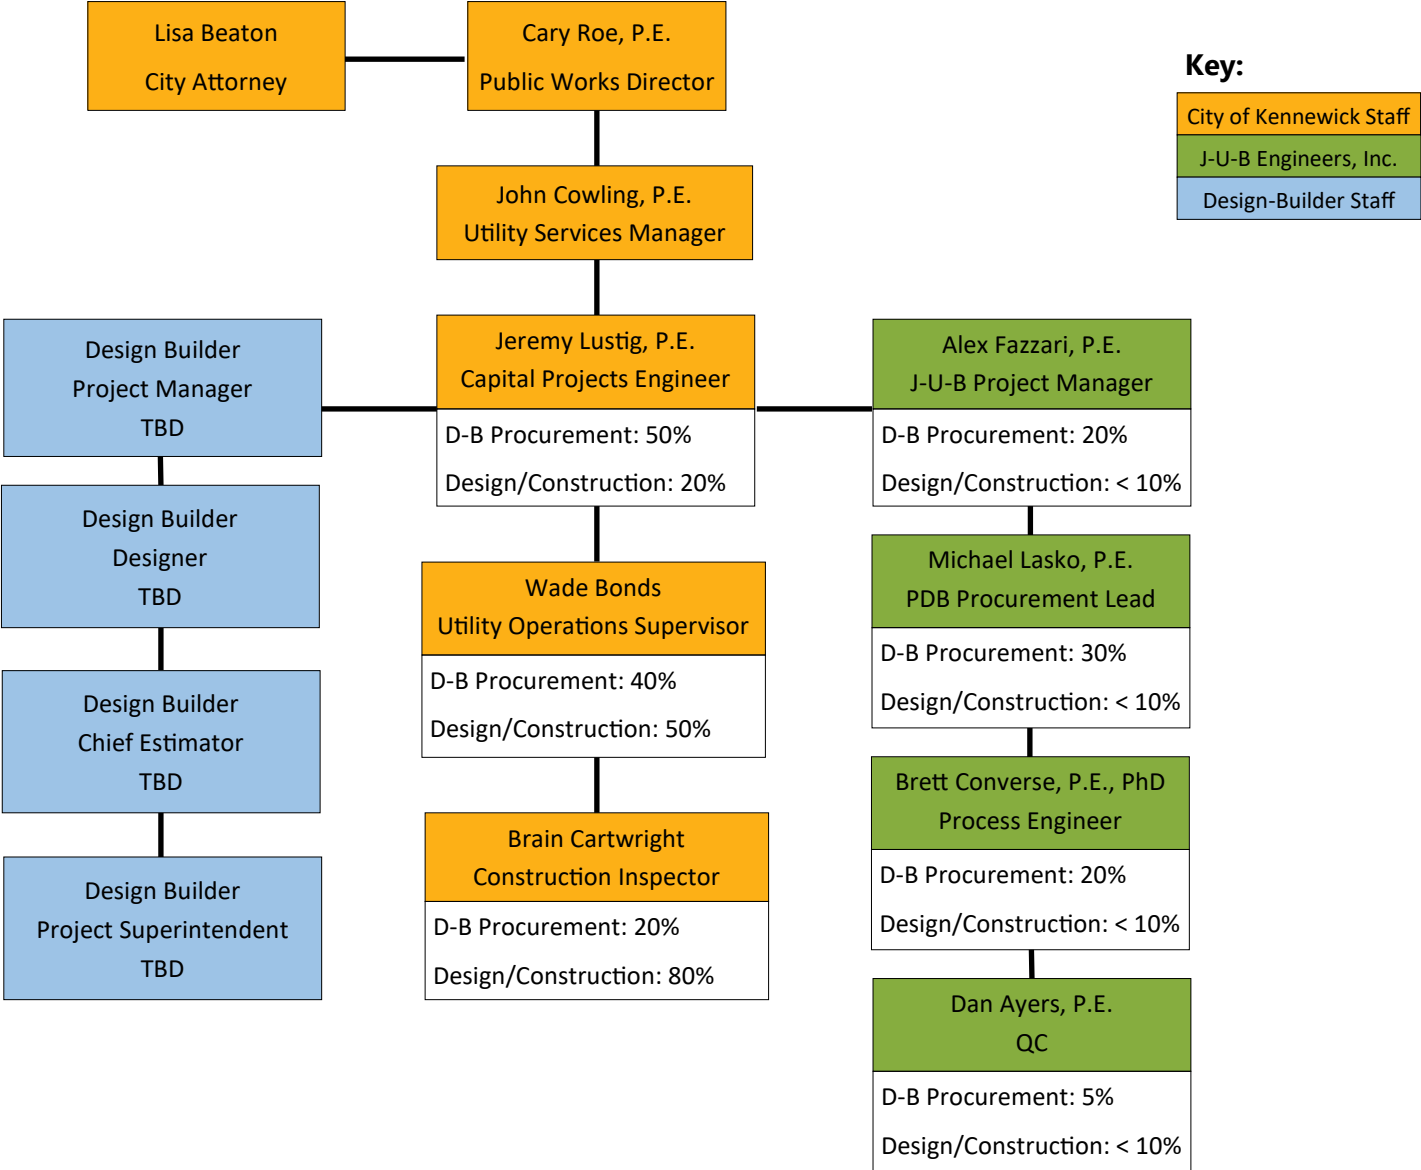 Lisa Beaton
City Attorney
Cary Roe, P.E.
Public Works Director
Key:
City of Kennewick Staff
J-U-B Engineers, Inc.
Design-Builder Staff
John Cowling, P.E.
Utility Services Manager
Design Builder
Project Manager
TBD
Jeremy Lustig, P.E.
Capital Projects Engineer
D-B Procurement: 50%
Design/Construction: 20%
Alex Fazzari, P.E.
J-U-B Project Manager
D-B Procurement: 20%
Design/Construction: < 10%
Design Builder
Designer
TBD
Wade Bonds
Utility Operations Supervisor
D-B Procurement: 40%
Design/Construction: 50%
Michael Lasko, P.E.
PDB Procurement Lead
D-B Procurement: 30%
Design/Construction: < 10%
Design Builder
Chief Estimator
TBD
Brain Cartwright
Construction Inspector
D-B Procurement: 20%
Design/Construction: 80%
Brett Converse, P.E., PhD
Process Engineer
D-B Procurement: 20%
Design/Construction: < 10%
Design Builder
Project Superintendent
TBD
Dan Ayers, P.E.
QC
D-B Procurement: 5%
Design/Construction: < 10%